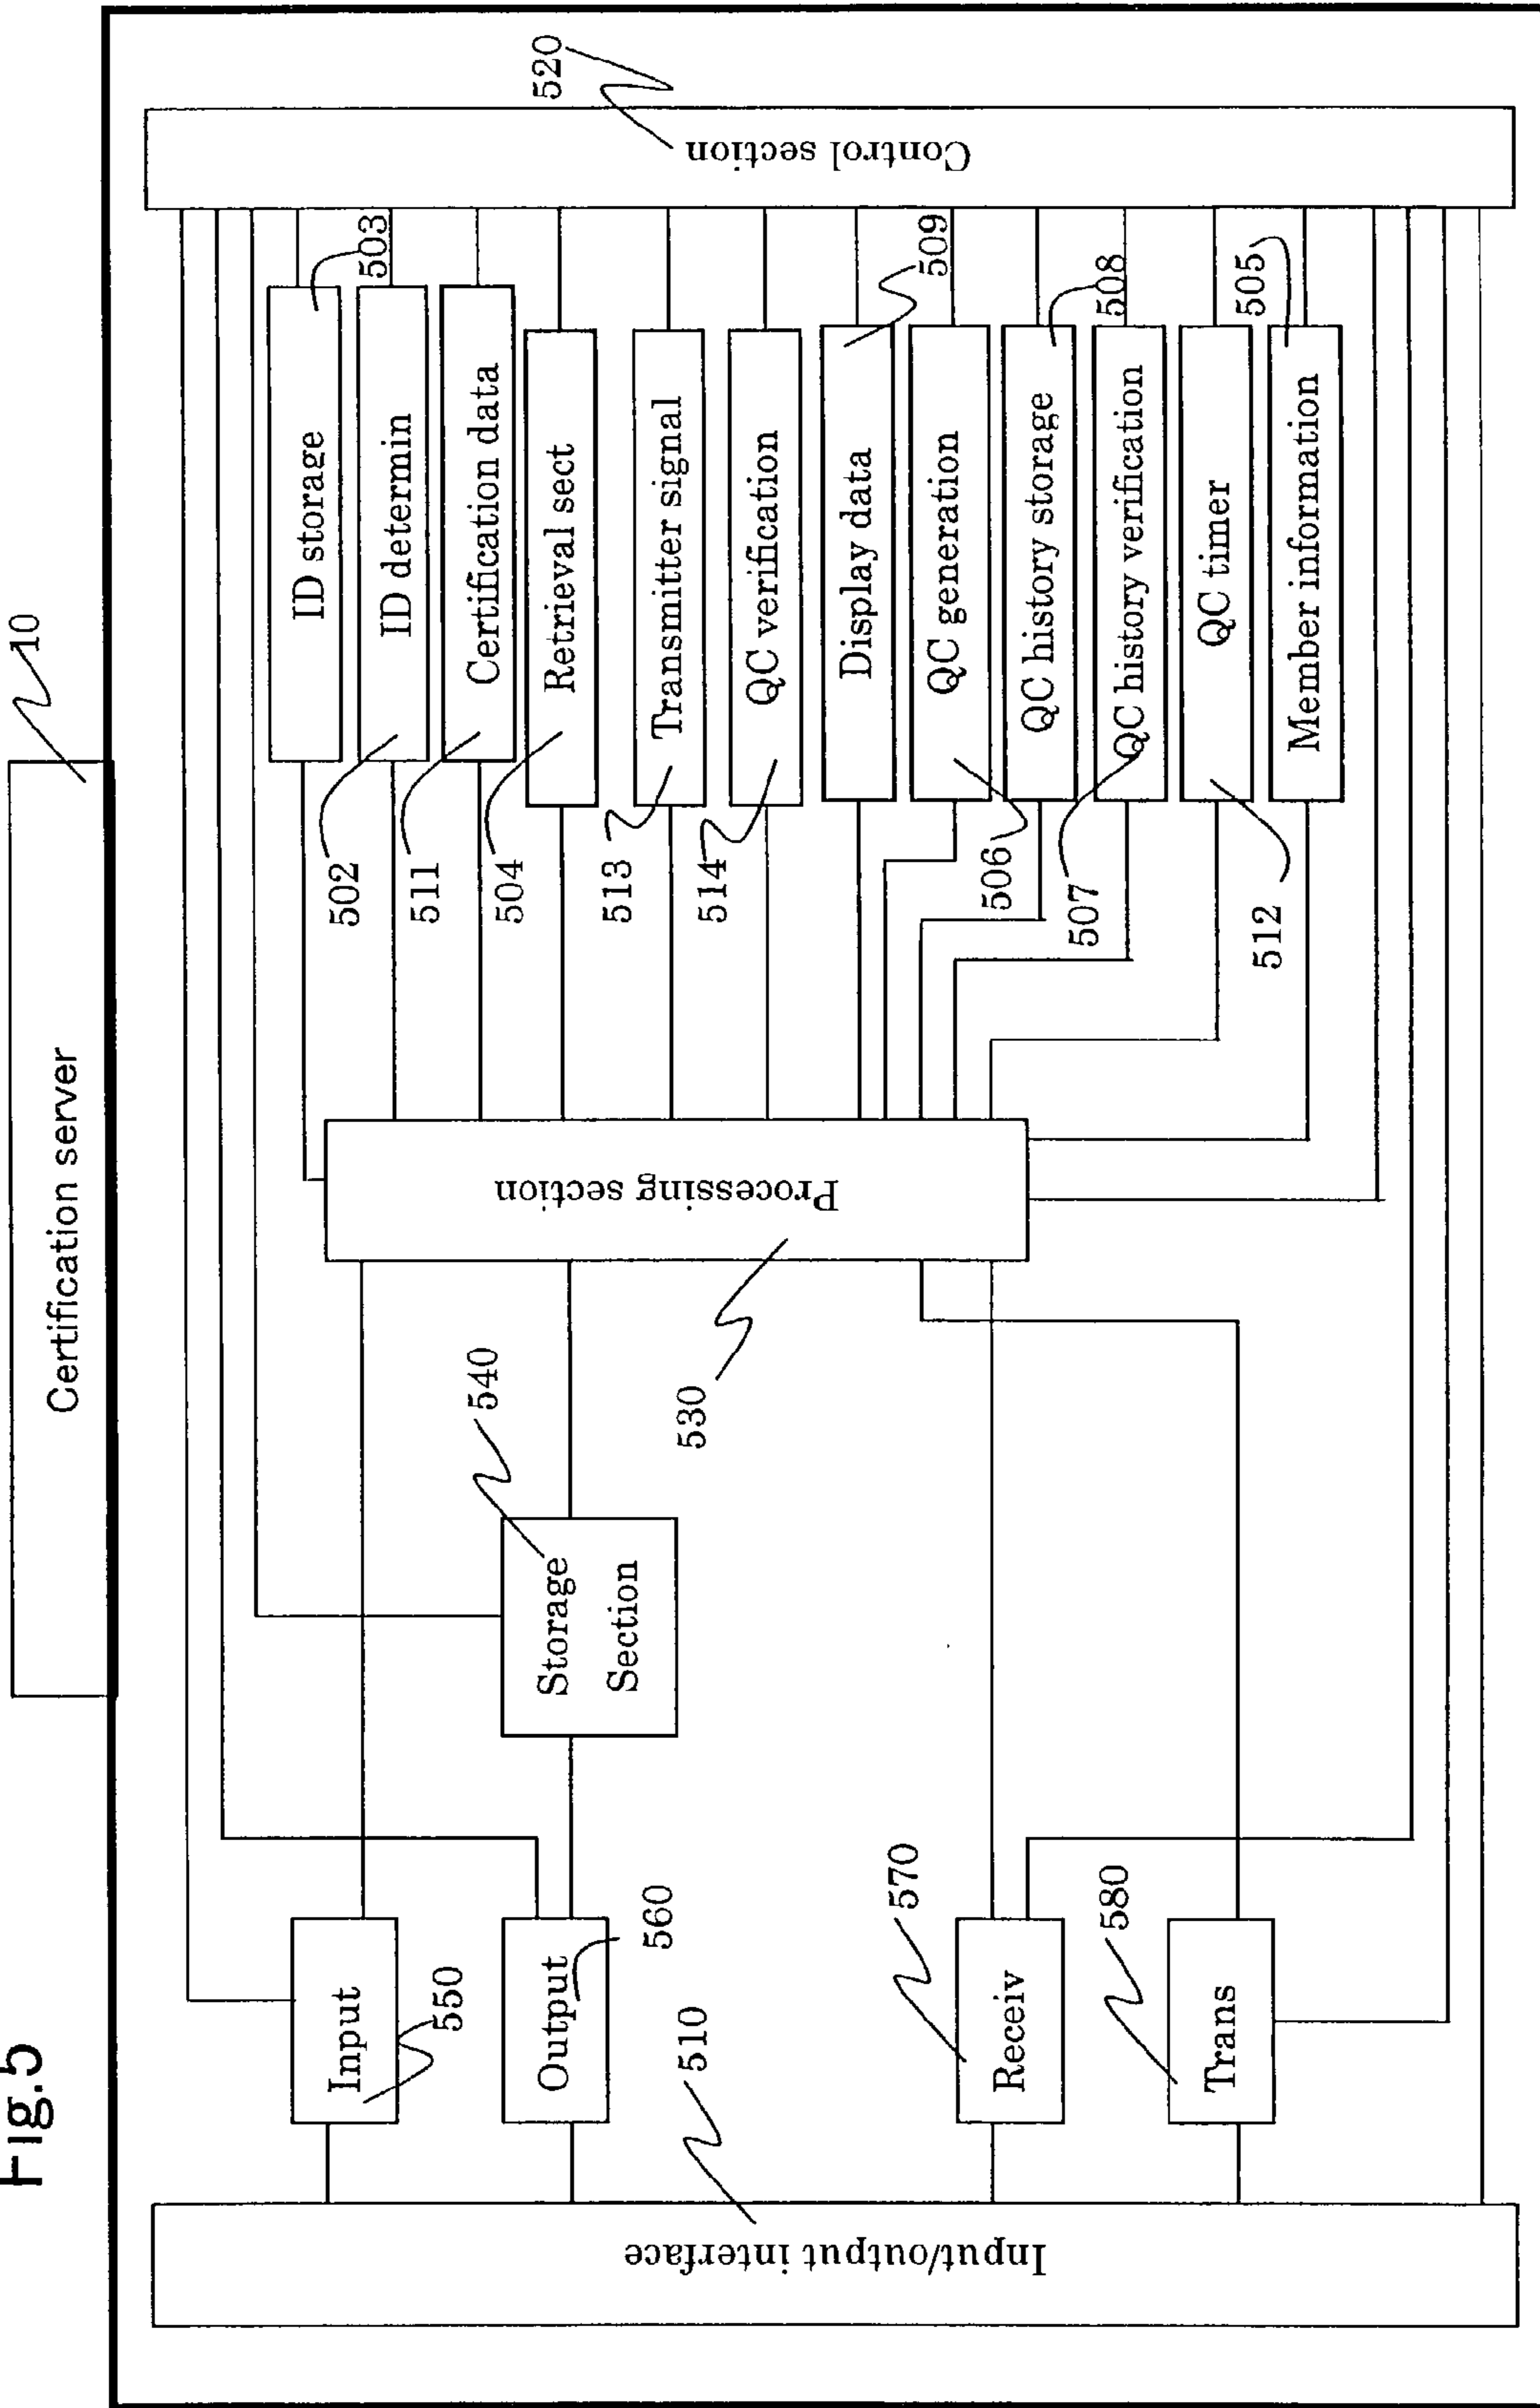 Fig.5
Certification server
10
Input/output interface
510
Input
550
Output
560
Receiv
570
Trans
580
Storage
Section
540
Processing section
530
ID storage
503
ID determin
502
Certification data
511
Retrieval sect
504
Transmitter signal
513
QC verification
514
Display data
509
QC generation
506
QC history storage
508
QC history verification
507
QC timer
512
Member information
505
Control section
520